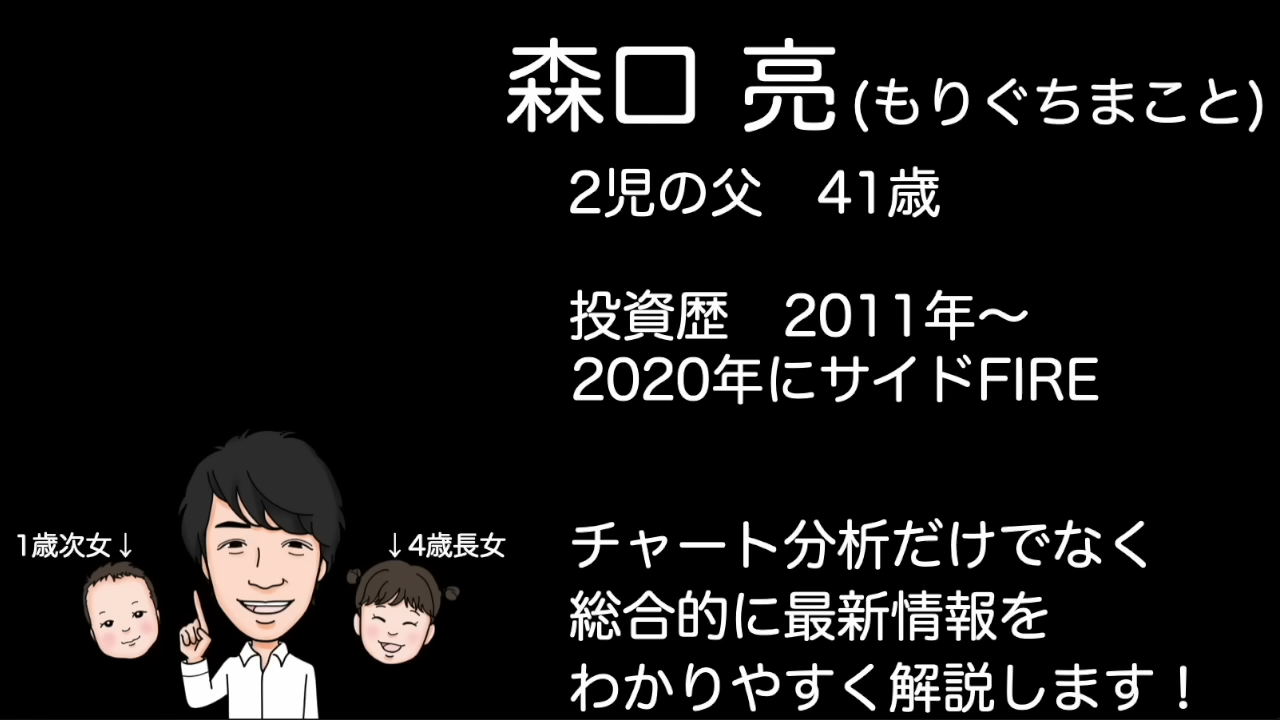 森口 亮(もりぐちまこと)
2児の父　41歳
投資歴　2011年～
2020年にサイドFIRE
1歳次女↓
↓4歳長女
チャート分析だけでなく
総合的に最新情報を
わかりやすく解説します！